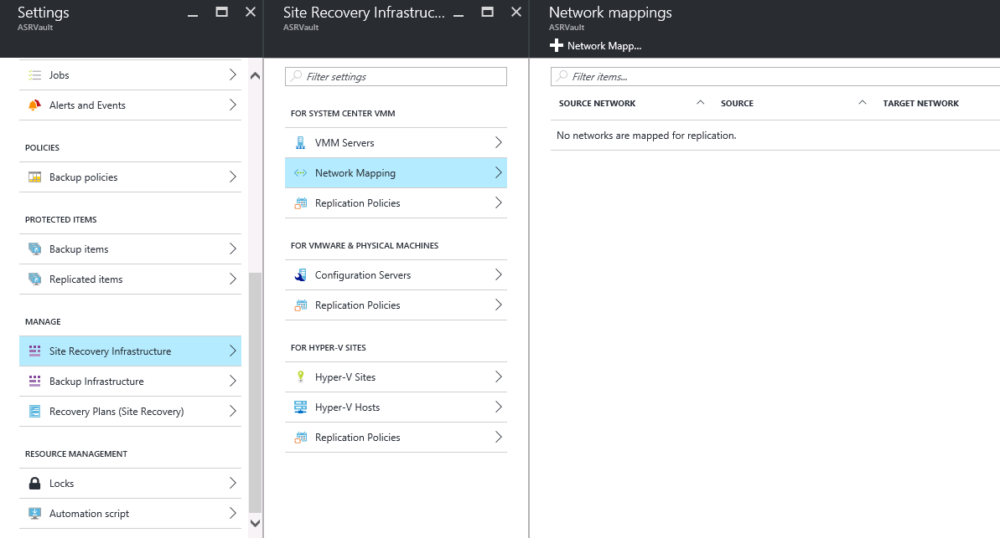 Settings
ASRVault
Jobs
Alerts and Events
POLICIES
Backup policies
PROTECTED ITEMS
Backup items
Replicated items
MANAGE
Site Recovery Infrastructure
Backup Infrastructure
Recovery Plans (Site Recovery)
RESOURCE MANAGEMENT
Locks
Automation script
Site Recovery Infrastruc...
ASRVault
Filter settings
FOR SYSTEM CENTER VMM
VMM Servers
Network Mapping
Replication Policies
FOR VMWARE & PHYSICAL MACHINES
Configuration Servers
Replication Policies
FOR HYPER-V SITES
Hyper-V Sites
Hyper-V Hosts
Replication Policies
Network mappings
ASRVault
Network Mapp...
Filter items...
SOURCE NETWORK SOURCE TARGET NETWORK
No networks are mapped for replication.